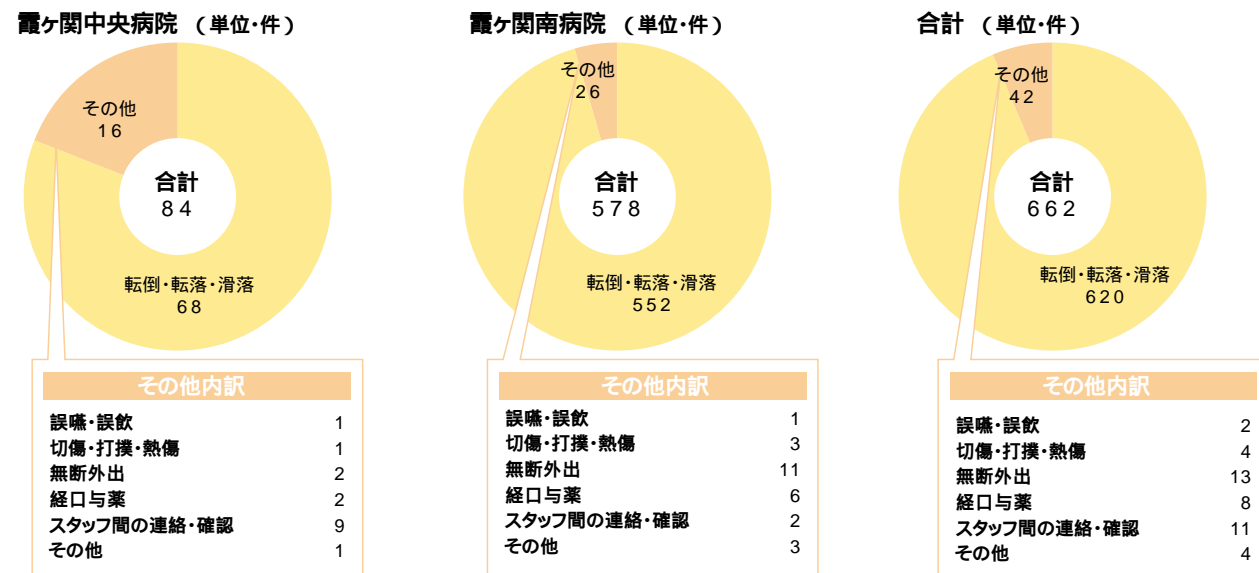 霞ヶ関中央病院 （単位・件）
その他
16
合計
84
転倒・転落・滑落
68
その他内訳
誤嚥・誤飲 1
切傷・打撲・熱傷 1
無断外出 2
経口与薬 2
スタッフ間の連絡・確認 9
その他 1
霞ヶ関南病院 （単位・件）
その他
26
合計
578
転倒・転落・滑落
552
その他内訳
誤嚥・誤飲 1
切傷・打撲・熱傷 3
無断外出 11
経口与薬 6
スタッフ間の連絡・確認 2
その他 3
合計 （単位・件）
その他
42
合計
662
転倒・転落・滑落
620
その他内訳
誤嚥・誤飲 2
切傷・打撲・熱傷 4
無断外出 13
経口与薬 8
スタッフ間の連絡・確認 11
その他 4